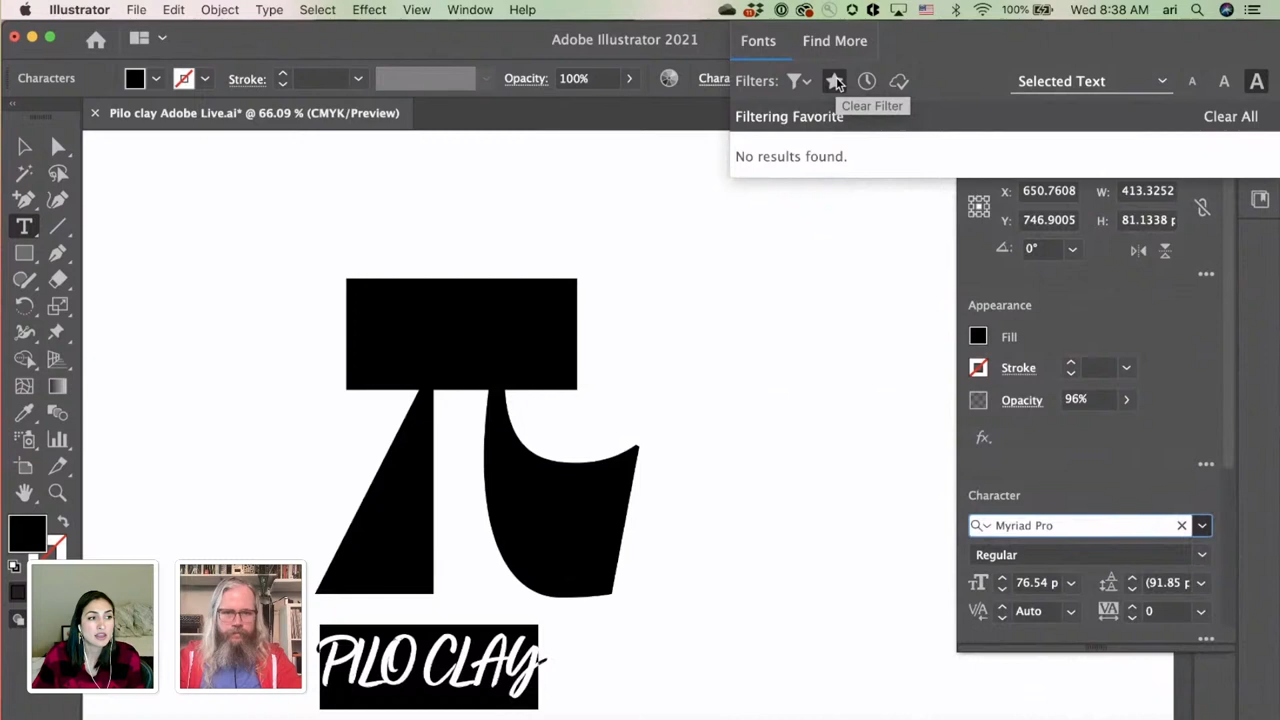 Illustrator File Edit Object Type Select Effect View Window Help 100% Wed 8:38 AM ari
Adobe Illustrator 2021
Fonts Find More
Characters Stroke: Opacity: 100% Chara
Filters: Selected Text A A A
Clear Filter
Pilo clay Adobe Live.ai* @ 66.09 % (CMYK/Preview)
Filtering Favorite Clear All
No results found.
X: 650.7608 W: 413.3252
Y: 746.9005 H: 81.1338 p
0°
Appearance
Fill
Stroke
Opacity 96%
fx.
Character
Myriad Pro
Regular
76.54 p (91.85 p
Auto 0
PILO CLAY